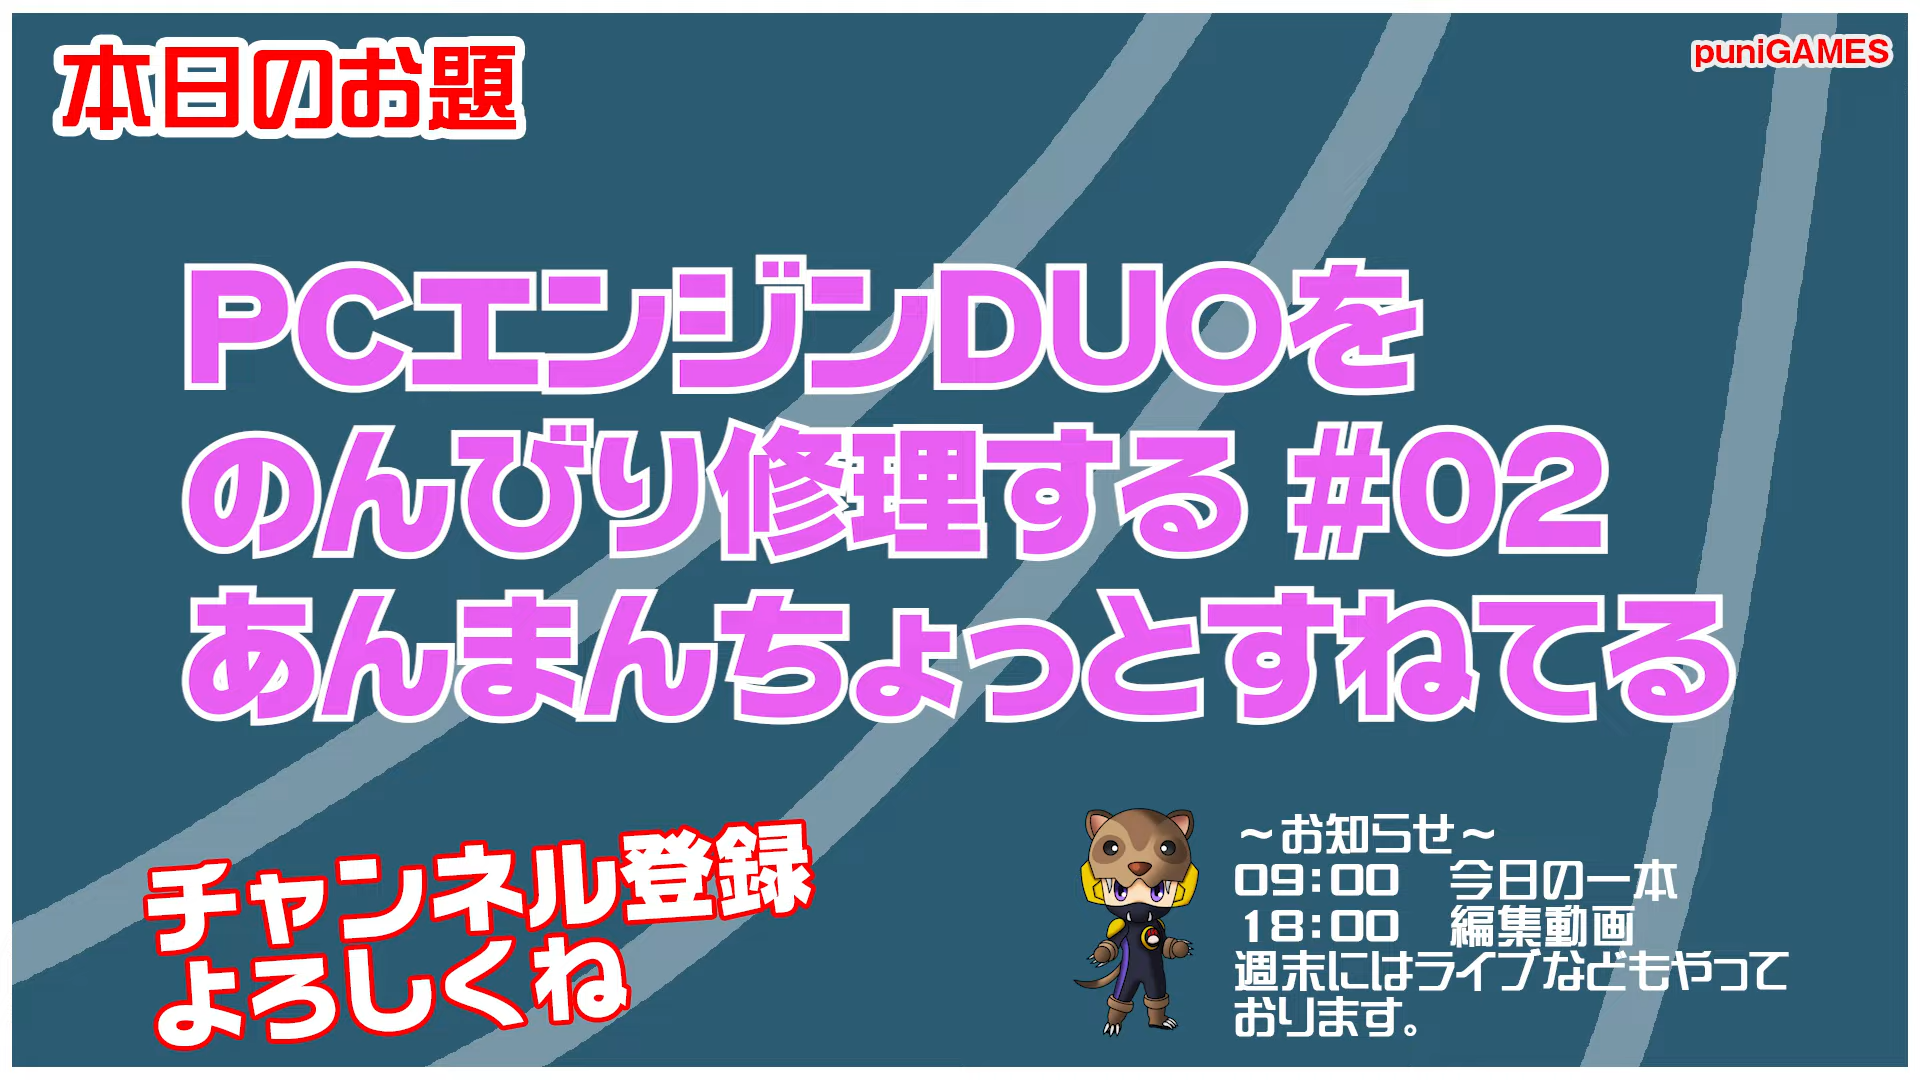 本日のお題
puniGAMES
PCエンジンDUOを
のんびり修理する #02
あんまんちょっとすねてる
チャンネル登録
よろしくね
～お知らせ～
09:00 今日の一本
18:00 編集動画
週末にはライブなどもやって
おります。